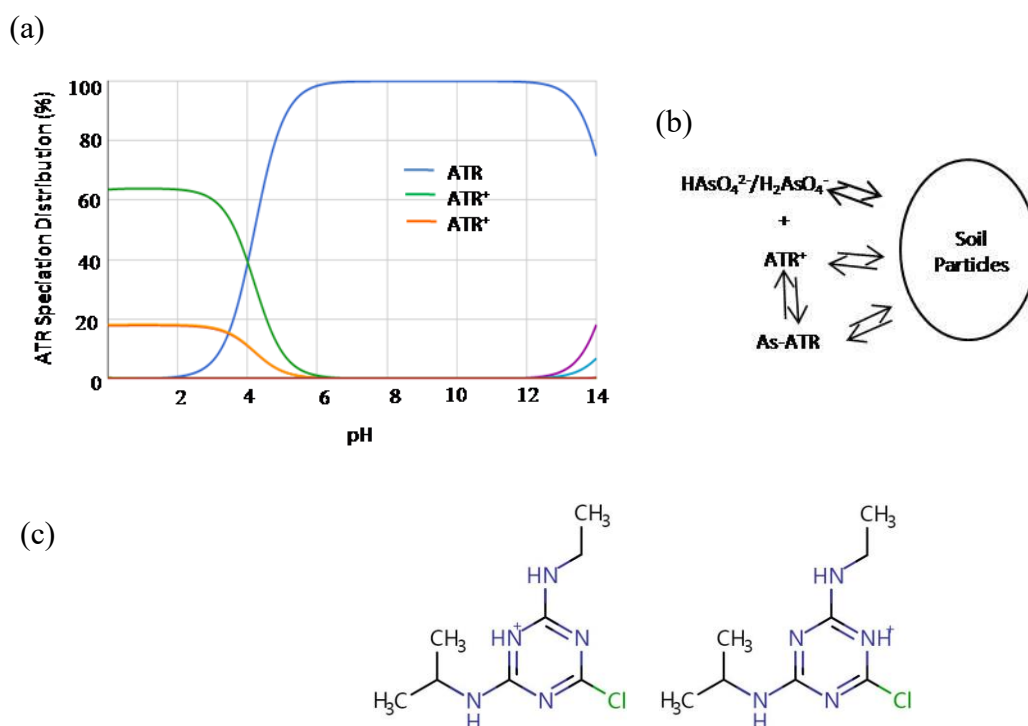 (a)
ATR Speciation Distribution (%)
100
80
60
40
20
0
2 4 6 8 10 12 14
pH
ATR
ATR⁺
ATR⁺
(b)
HAsO₄²⁻/H₂AsO₄⁻
+
ATR⁺
As-ATR
Soil
Particles
(c)
CH₃
HN
HN⁺
N
CH₃
H₃C
N
H
N
Cl
CH₃
HN
N
NH⁺
CH₃
H₃C
N
H
N
Cl